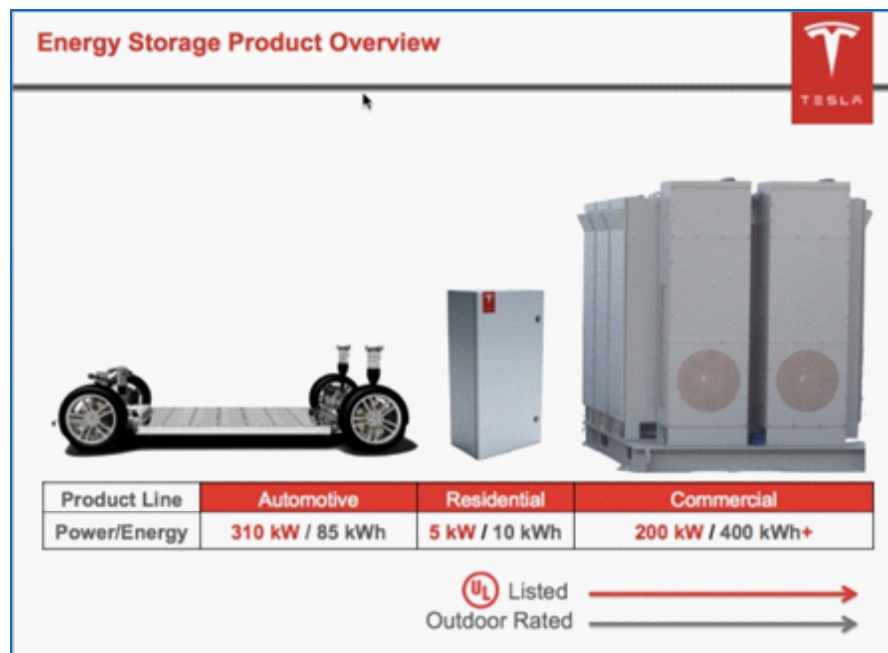 Energy Storage Product Overview
TESLA
Product Line Automotive Residential Commercial
Power/Energy 310 kW / 85 kWh 5 kW / 10 kWh 200 kW / 400 kWh+
UL Listed
Outdoor Rated